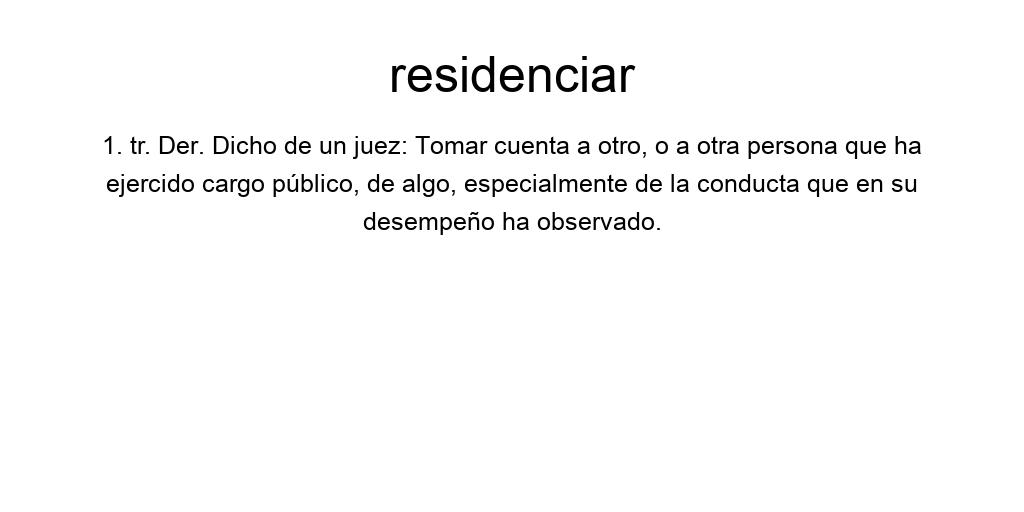 residenciar
1. tr. Der. Dicho de un juez: Tomar cuenta a otro, o a otra persona que ha
ejercido cargo público, de algo, especialmente de la conducta que en su
desempeño ha observado.